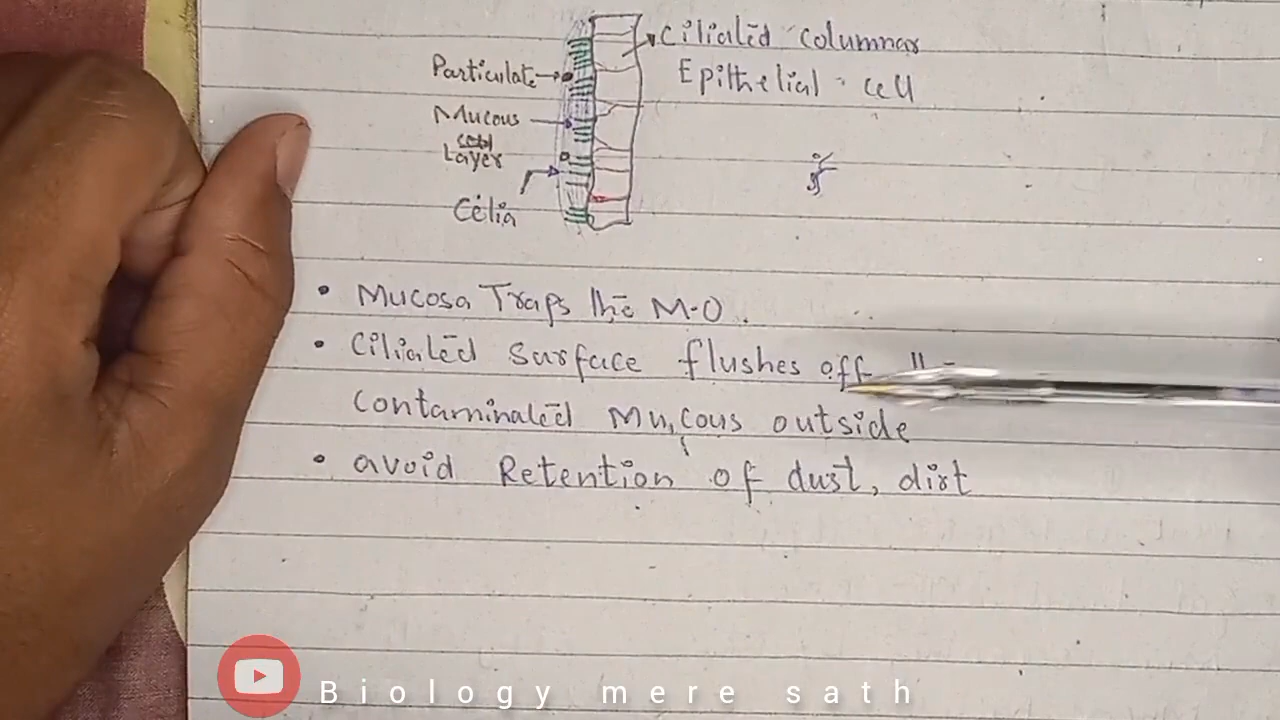 Ciliated Columnar
Epithelial cell
Particulate
Mucous
Layer
Celia
• Mucosa Traps the M-O.
• Ciliated surface flushes off
contaminated Mucous outside
• avoid Retention of dust, dirt
Biology mere sath